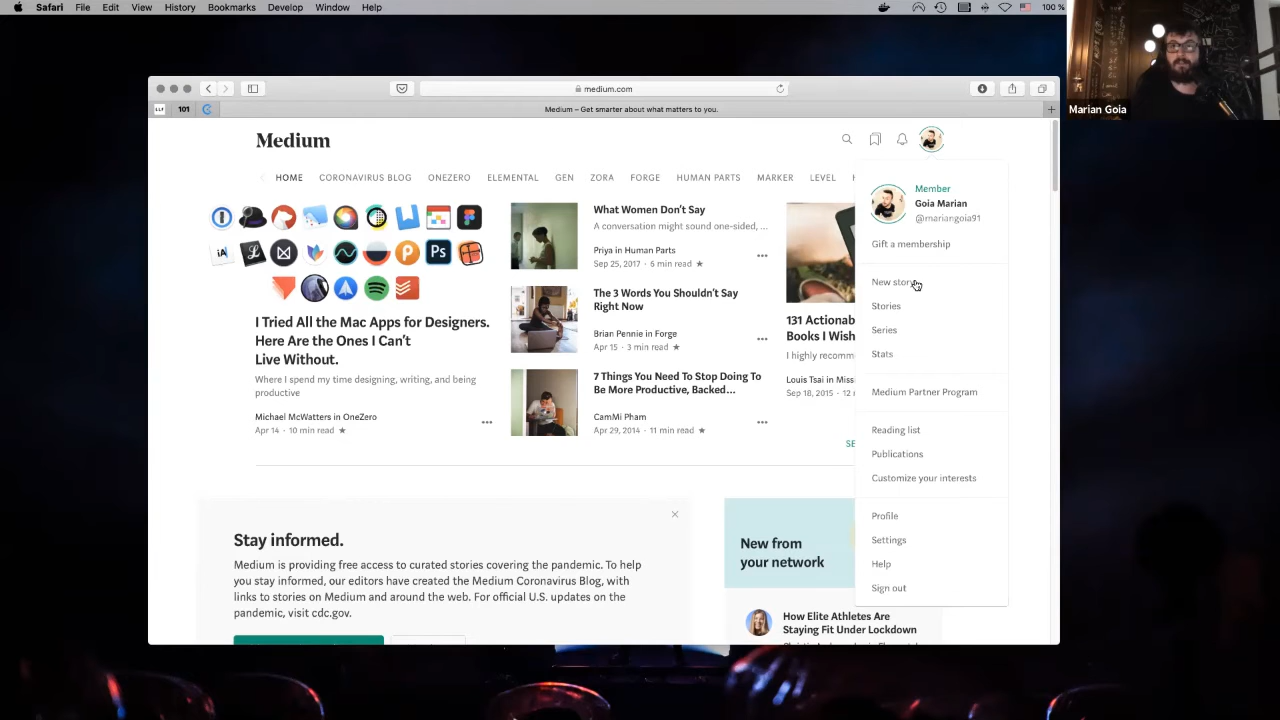 Safari File Edit View History Bookmarks Develop Window Help
100 %
Marian Goia
medium.com
LLT
101
Medium – Get smarter about what matters to you.
Medium
HOME CORONAVIRUS BLOG ONEZERO ELEMENTAL GEN ZORA FORGE HUMAN PARTS MARKER LEVEL
iA
Ps
I Tried All the Mac Apps for Designers.
Here Are the Ones I Can't
Live Without.
Where I spend my time designing, writing, and being
productive
Michael McWatters in OneZero
Apr 14 · 10 min read ★
What Women Don't Say
A conversation might sound one-sided, ...
Priya in Human Parts
Sep 25, 2017 · 6 min read ★
The 3 Words You Shouldn't Say
Right Now
Brian Pennie in Forge
Apr 15 · 3 min read ★
7 Things You Need To Stop Doing To
Be More Productive, Backed...
CamMi Pham
Apr 29, 2014 · 11 min read ★
131 Actionab
Books I Wish
I highly recomm
Louis Tsai in Miss
Sep 18, 2015 · 12
SE
Member
Goia Marian
@mariangoia91
Gift a membership
New story
Stories
Series
Stats
Medium Partner Program
Reading list
Publications
Customize your interests
Profile
Settings
Help
Sign out
Stay informed.
Medium is providing free access to curated stories covering the pandemic. To help
you stay informed, our editors have created the Medium Coronavirus Blog, with
links to stories on Medium and around the web. For official U.S. updates on the
pandemic, visit cdc.gov.
New from
your network
How Elite Athletes Are
Staying Fit Under Lockdown